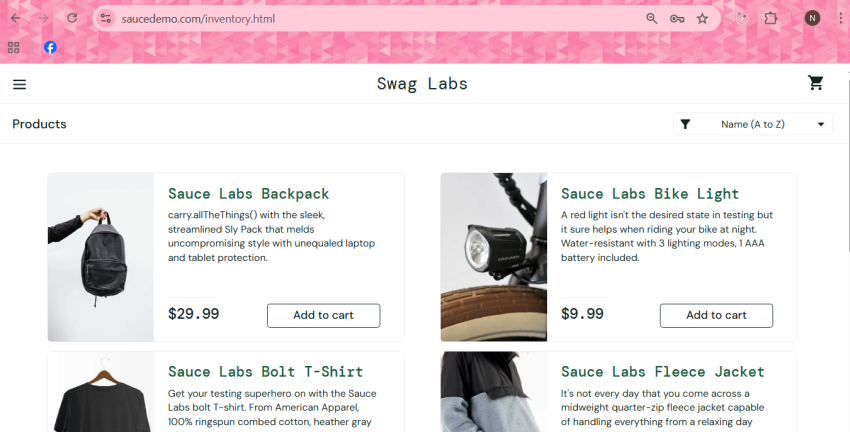 saucedemo.com/inventory.html
N
Swag Labs
Products
Name (A to Z)
Sauce Labs Backpack
carry.allTheThings() with the sleek,
streamlined Sly Pack that melds
uncompromising style with unequaled laptop
and tablet protection.
$29.99
Add to cart
Sauce Labs Bike Light
A red light isn't the desired state in testing but
it sure helps when riding your bike at night.
Water-resistant with 3 lighting modes, 1 AAA
battery included.
$9.99
Add to cart
Sauce Labs Bolt T-Shirt
Get your testing superhero on with the Sauce
Labs bolt T-shirt. From American Apparel,
100% ringspun combed cotton, heather gray
Sauce Labs Fleece Jacket
It's not every day that you come across a
midweight quarter-zip fleece jacket capable
of handling everything from a relaxing day